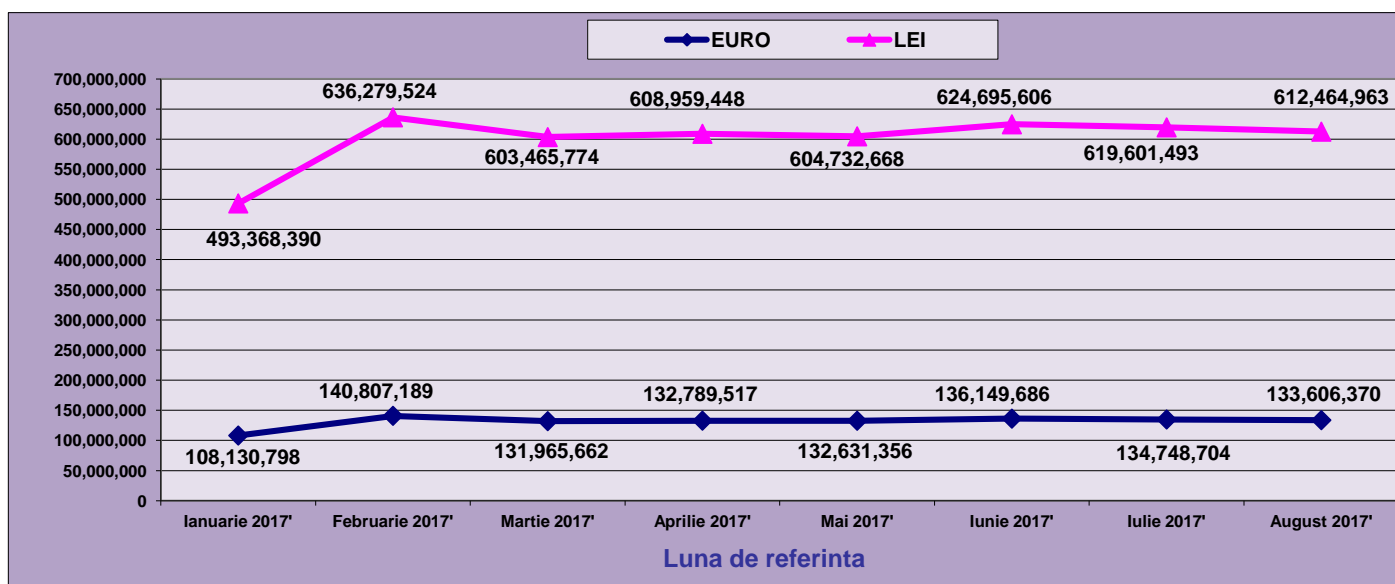 EURO LEI
700,000,000
650,000,000
600,000,000
550,000,000
500,000,000
450,000,000
400,000,000
350,000,000
300,000,000
250,000,000
200,000,000
150,000,000
100,000,000
50,000,000
0
636,279,524 608,959,448 624,695,606 612,464,963
603,465,774 604,732,668 619,601,493
493,368,390
140,807,189 132,789,517 136,149,686 133,606,370
108,130,798 131,965,662 132,631,356 134,748,704
Ianuarie 2017' Februarie 2017' Martie 2017' Aprilie 2017' Mai 2017' Iunie 2017' Iulie 2017' August 2017'
Luna de referinta